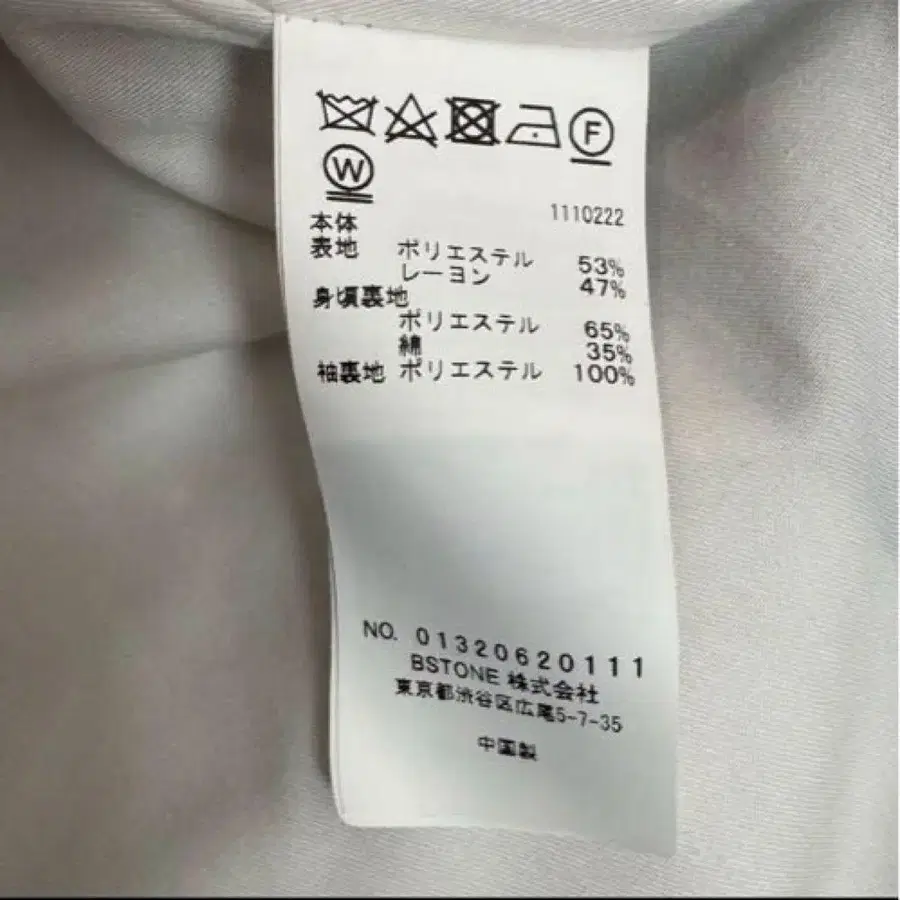 F
W
1110222
本体
表地 ポリエステル 53%
レーヨン 47%
身頃裏地
ポリエステル 65%
綿 35%
袖裏地 ポリエステル 100%
NO. 01320620111
BSTONE 株式会社
東京都渋谷区広尾5-7-35
中国製